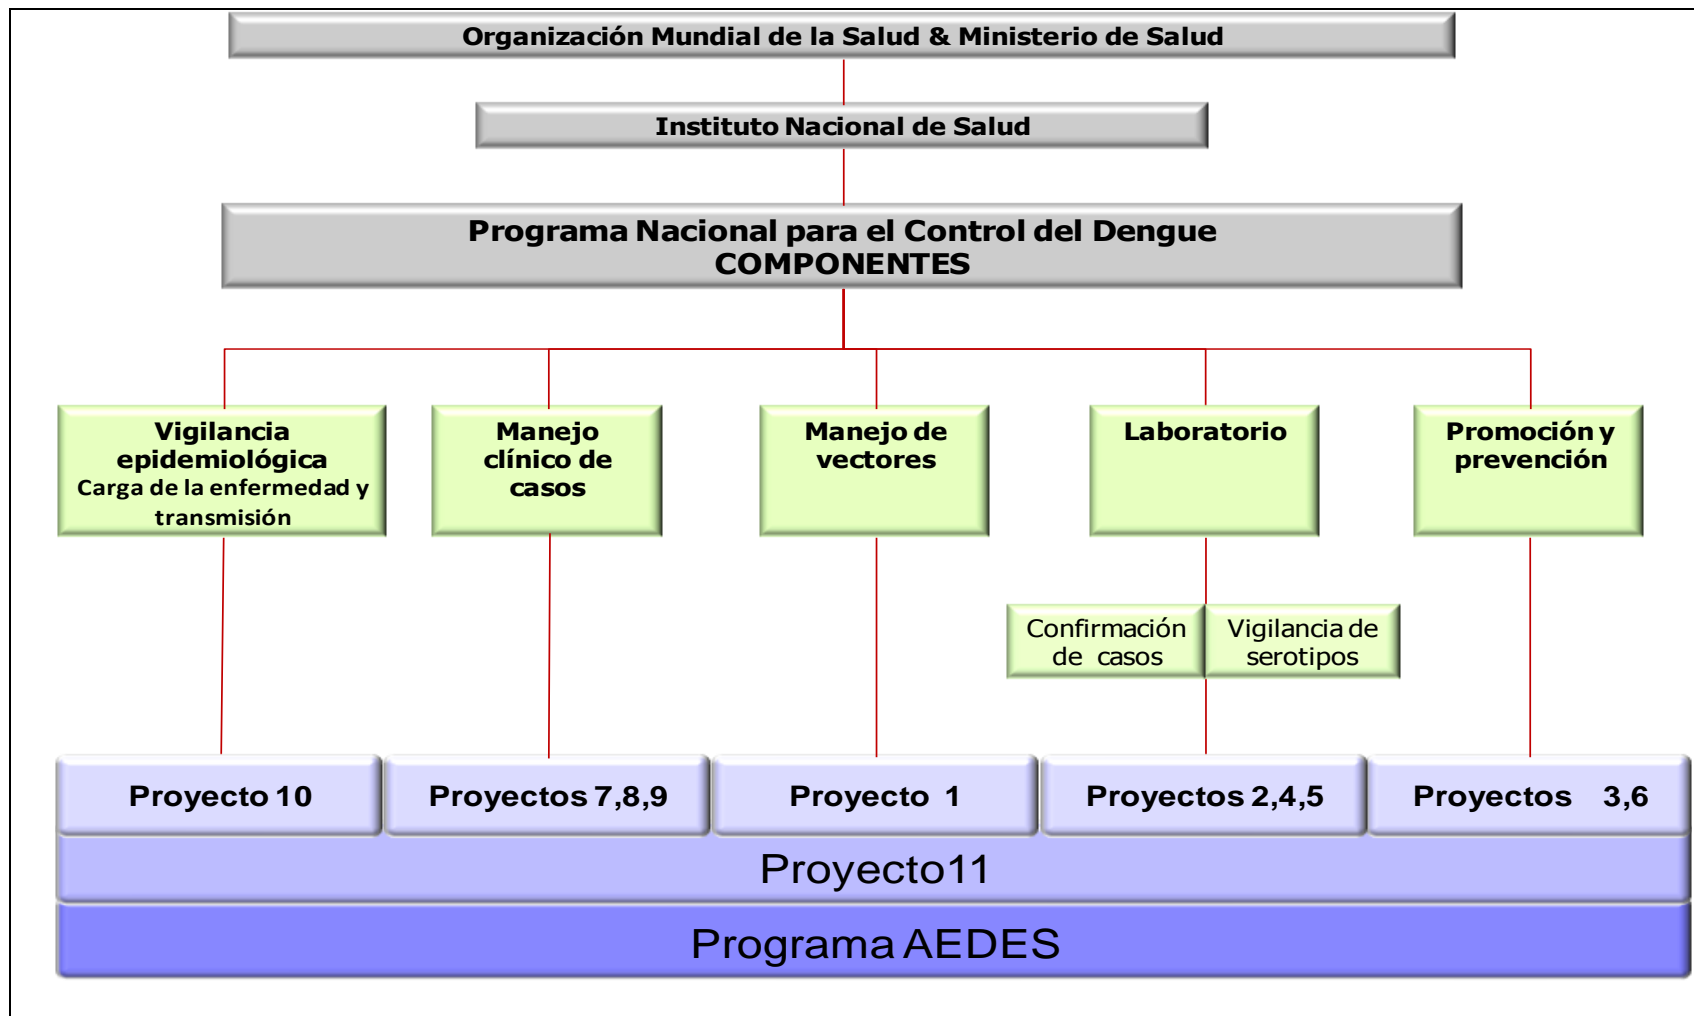 Organización Mundial de la Salud & Ministerio de Salud
Instituto Nacional de Salud
Programa Nacional para el Control del Dengue
COMPONENTES
Vigilancia
epidemiológica
Carga de la enfermedad y
transmisión
Manejo
clínico de
casos
Manejo de
vectores
Laboratorio
Promoción y
prevención
Confirmación
de casos
Vigilancia de
serotipos
Proyecto 10
Proyectos 7,8,9
Proyecto 1
Proyectos 2,4,5
Proyectos 3,6
Proyecto11
Programa AEDES